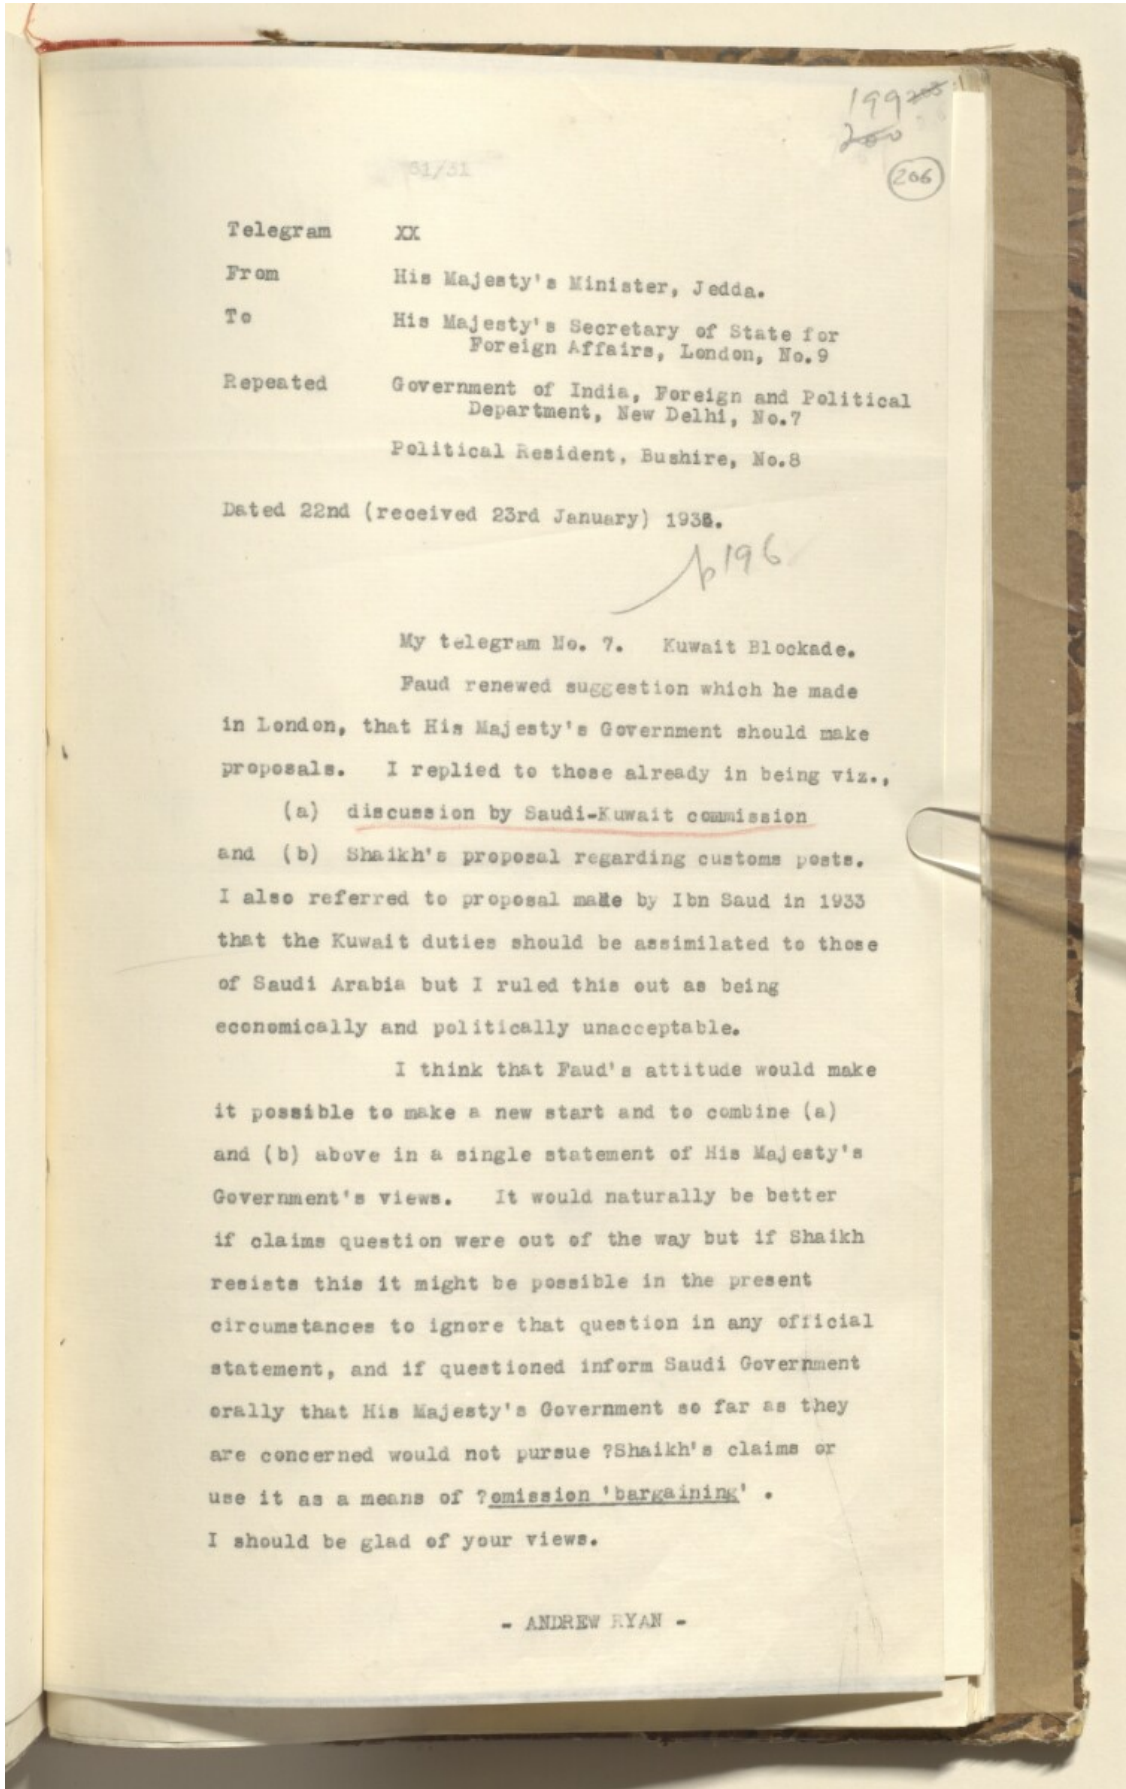 199 203
200
206
61/31
Telegram XX
From His Majesty's Minister, Jedda.
To His Majesty's Secretary of State for
Foreign Affairs, London, No.9
Repeated Government of India, Foreign and Political
Department, New Delhi, No.7
Political Resident, Bushire, No.8
Dated 22nd (received 23rd January)
p196
My telegram No. 7. Kuwait Blockade.
Faud renewed suggestion which he made
in London, that His Majesty's Government should make
proposals. I replied to those already in being viz.,
(a) discussion by Saudi-Kuwait commission
and (b) Shaikh's proposal regarding customs posts.
I also referred to proposal made by Ibn Saud in 1933
that the Kuwait duties should be assimilated to those
of Saudi Arabia but I ruled this out as being
economically and politically unacceptable.
I think that Faud's attitude would make
it possible to make a new start and to combine (a)
and (b) above in a single statement of His Majesty's
Government's views. It would naturally be better
if claims question were out of the way but if Shaikh
resists this it might be possible in the present
circumstances to ignore that question in any official
statement, and if questioned inform Saudi Government
orally that His Majesty's Government so far as they
are concerned would not pursue ?Shaikh's claims or
use it as a means of ?omission 'bargaining' .
I should be glad of your views.
- ANDREW RYAN -